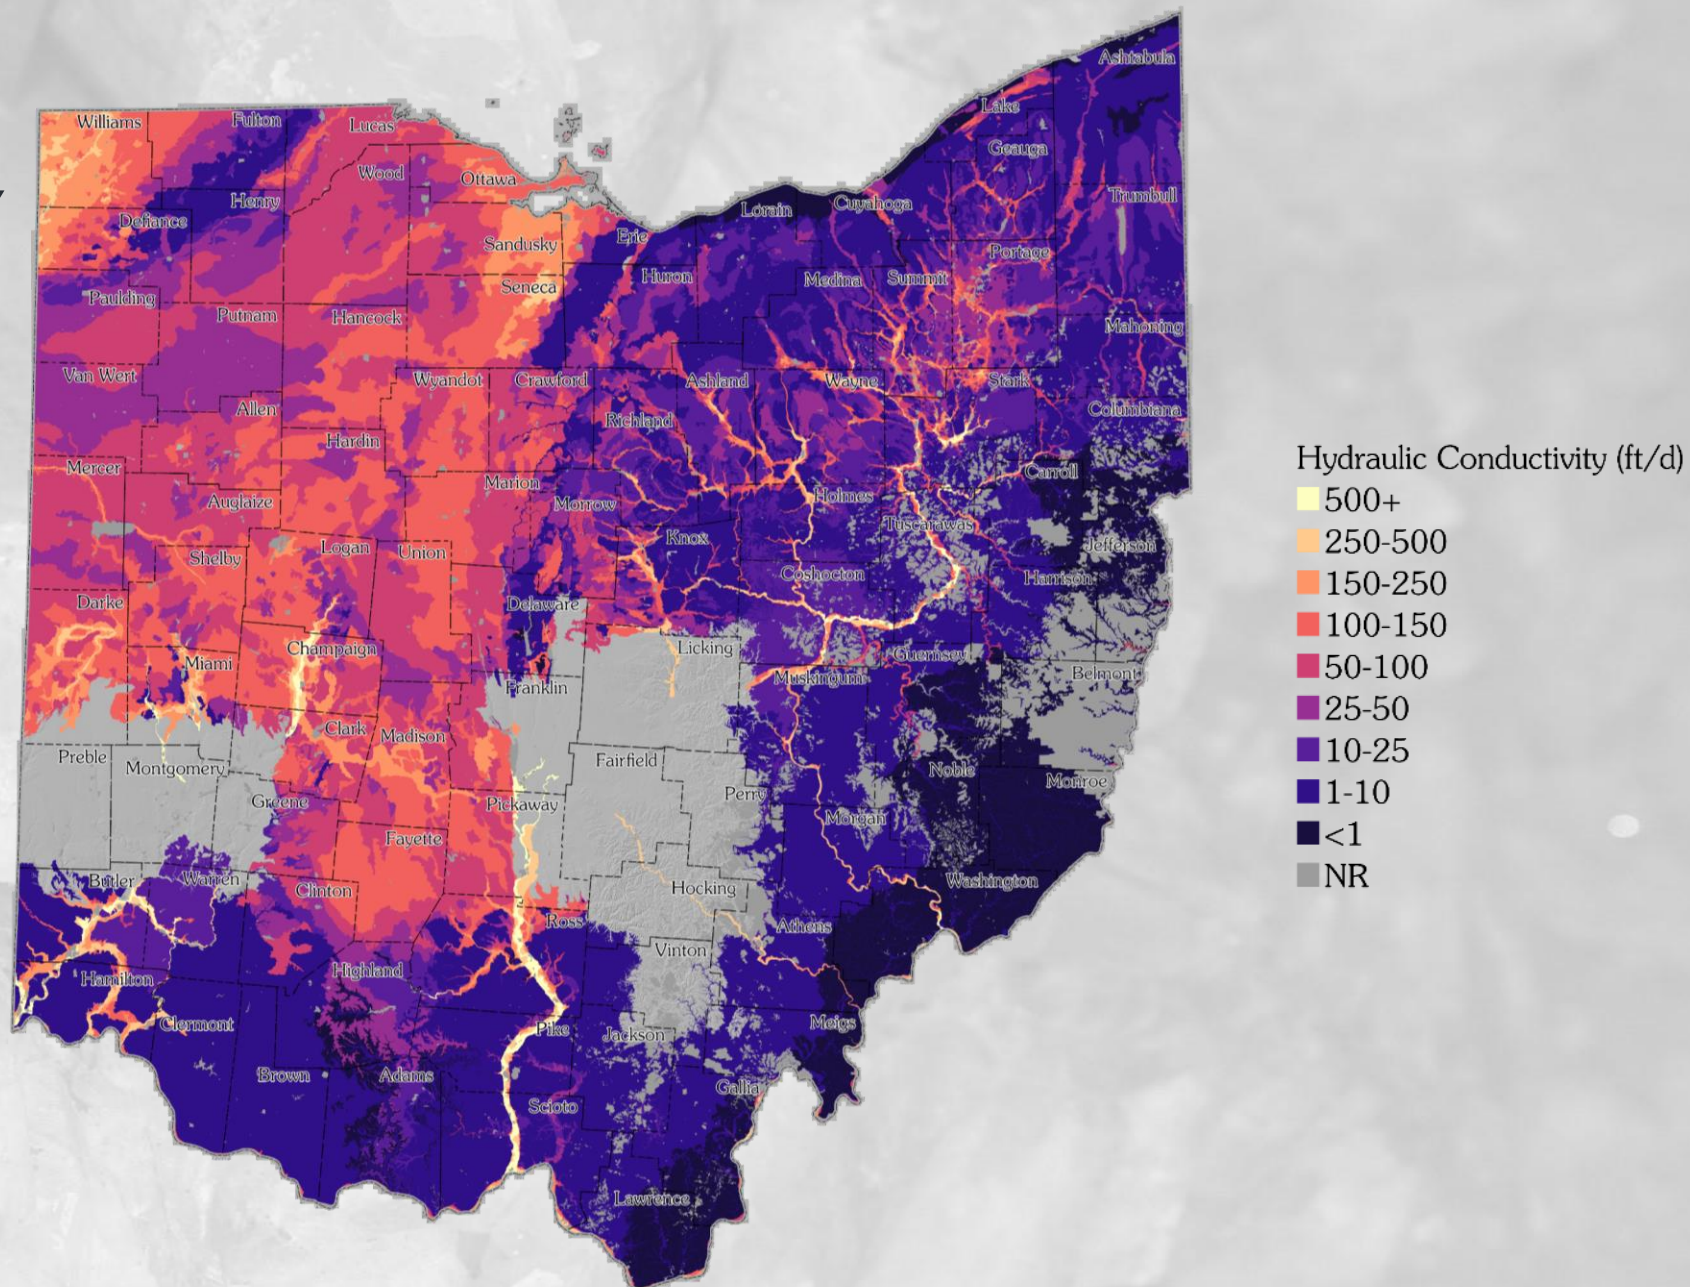 Ashtabula
Lake
Williams
Fulton
Lucas
Geauga
Wood
Ottawa
Henry
Trumbull
Cuyahoga
Lorain
Defiance
Erie
Sandusky
Portage
Huron
Medina
Summit
Seneca
Paulding
Putnam
Hancock
Mahoning
Van Wert
Wyandot
Crawford
Ashland
Wayne
Stark
Allen
Columbiana
Richland
Hardin
Mercer
Carroll
Marion
Auglaize
Morrow
Holmes
Tuscarawas
Knox
Jefferson
Logan
Union
Shelby
Coshocton
Harrison
Darke
Delaware
Champaign
Licking
Guernsey
Miami
Muskingum
Belmont
Franklin
Clark
Madison
Preble
Montgomery
Fairfield
Noble
Monroe
Perry
Greene
Pickaway
Morgan
Fayette
Butler
Warren
Clinton
Hocking
Washington
Ross
Athens
Vinton
Highland
Hamilton
Clermont
Pike
Jackson
Meigs
Brown
Adams
Gallia
Scioto
Lawrence
Hydraulic Conductivity (ft/d)
500+
250-500
150-250
100-150
50-100
25-50
10-25
1-10
<1
NR